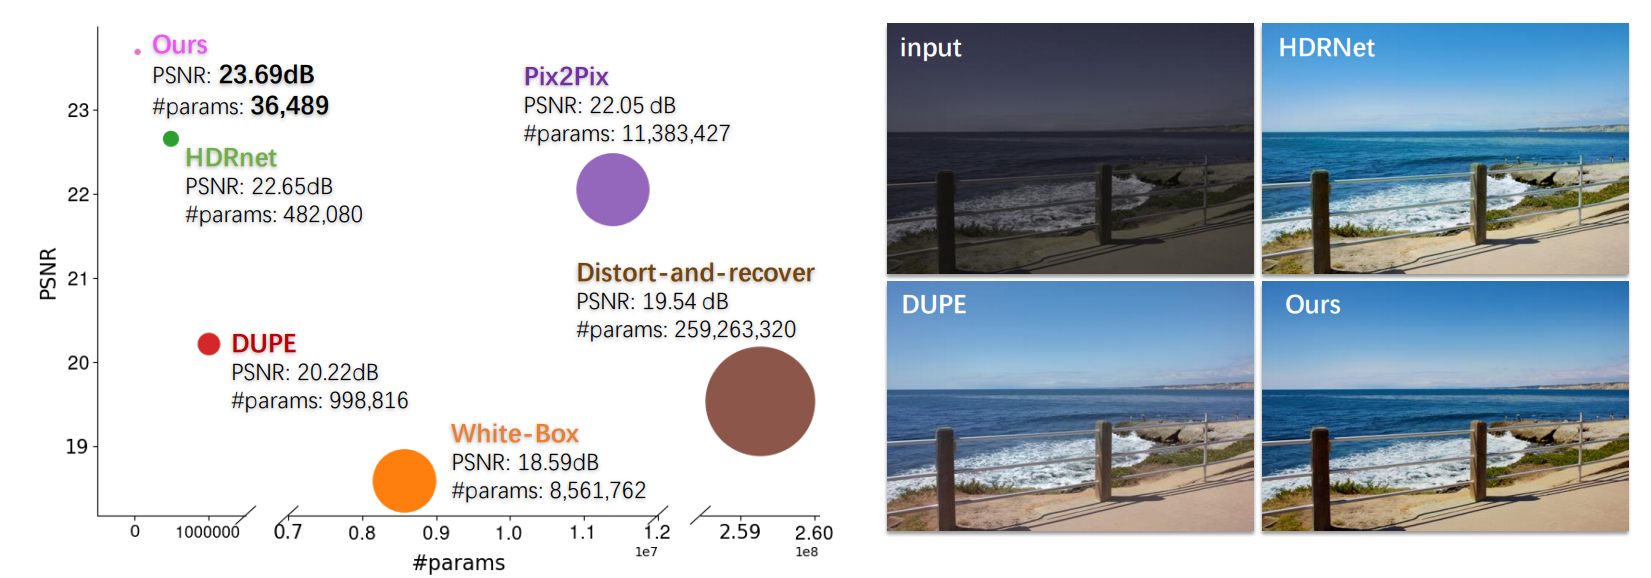 Ours
PSNR: 23.69dB
#params: 36,489
HDRnet
PSNR: 22.65dB
#params: 482,080
Pix2Pix
PSNR: 22.05 dB
#params: 11,383,427
Distort-and-recover
PSNR: 19.54 dB
#params: 259,263,320
DUPE
PSNR: 20.22dB
#params: 998,816
White-Box
PSNR: 18.59dB
#params: 8,561,762
PSNR
23
22
21
20
19
0 1000000 0.7 0.8 0.9 1.0 1.1 1.2 2.59 2.60
1e7 1e8
#params
input
HDRNet
DUPE
Ours